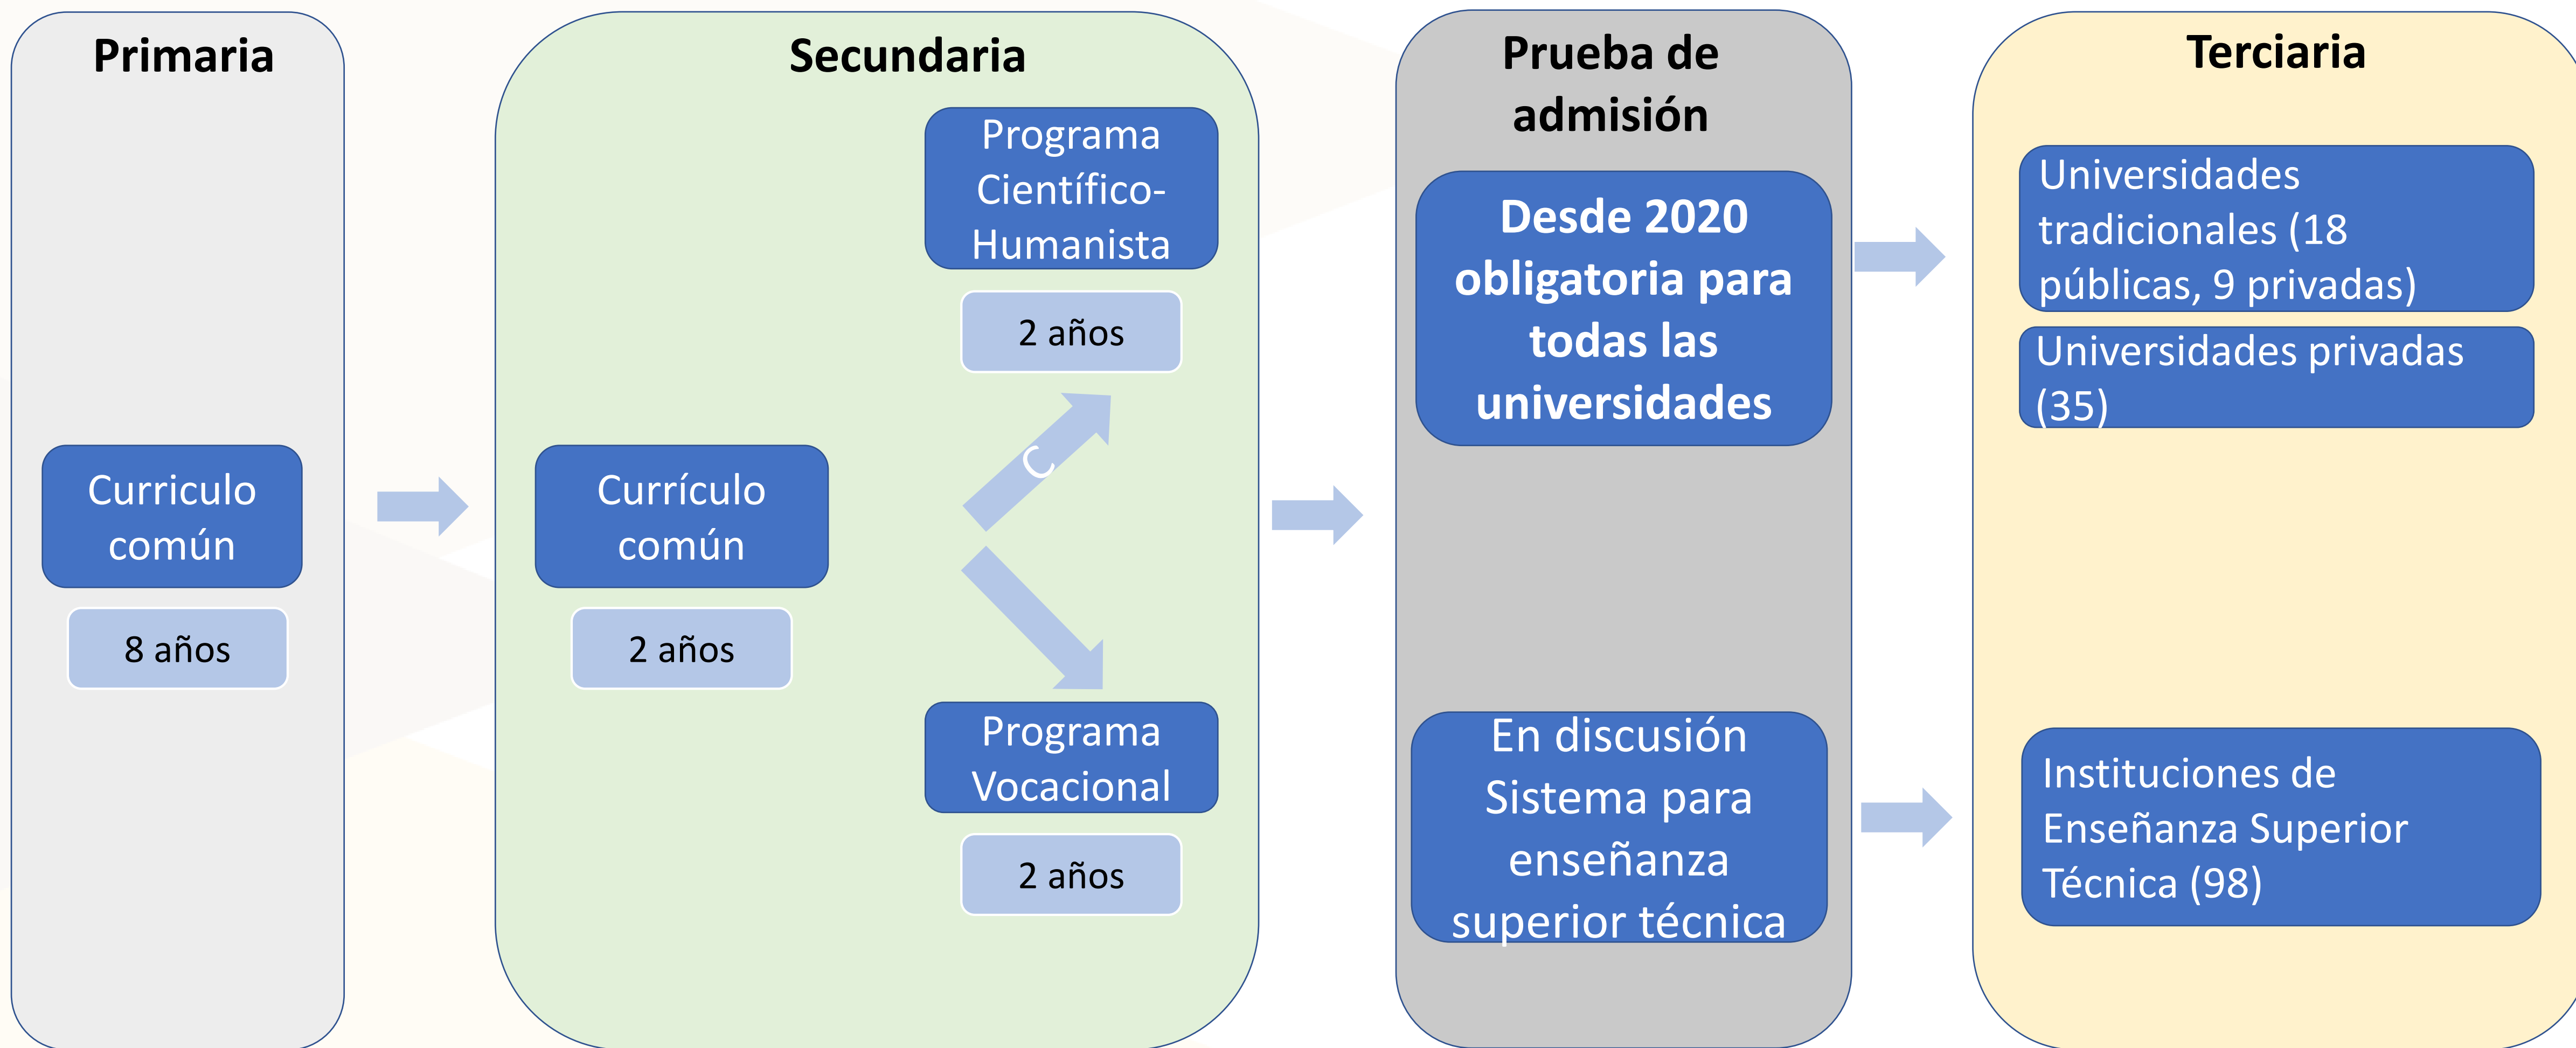 Primaria
Curriculo
común
8 años
Secundaria
Currículo
común
2 años
Programa
Científico-
Humanista
2 años
C
Programa
Vocacional
2 años
Prueba de
admisión
Desde 2020
obligatoria para
todas las
universidades
En discusión
Sistema para
enseñanza
superior técnica
Terciaria
Universidades
tradicionales (18
públicas, 9 privadas)
Universidades privadas
(35)
Instituciones de
Enseñanza Superior
Técnica (98)